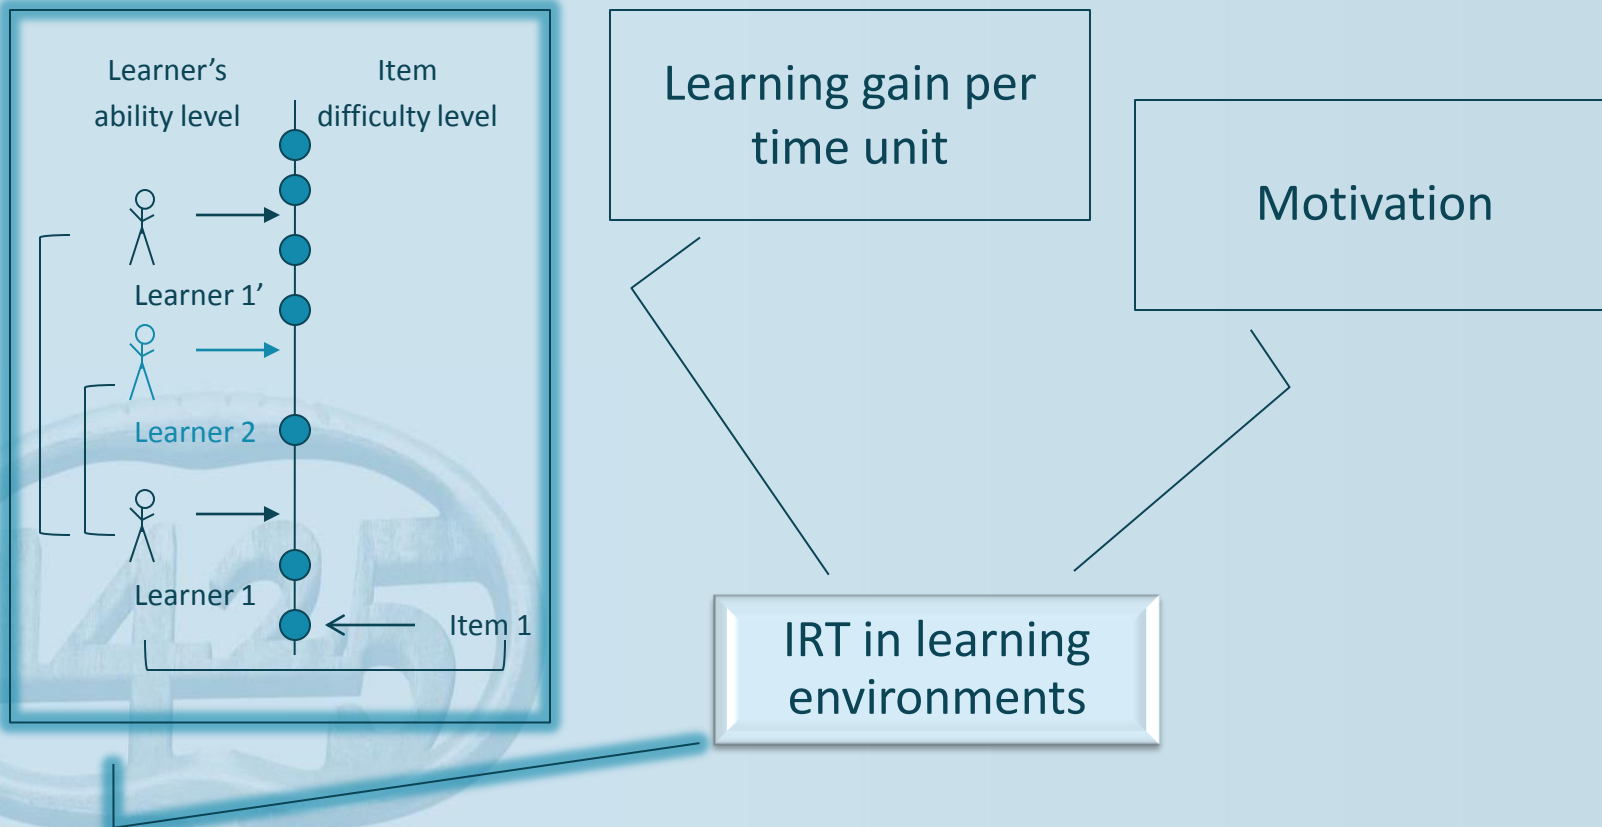 Learner’s
ability level
Item
difficulty level
Learner 1’
Learner 2
Learner 1
Item 1
Learning gain per
time unit
Motivation
IRT in learning
environments
1425